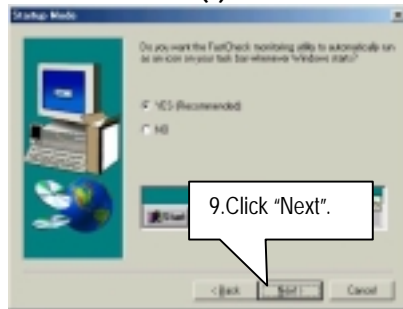 Startup Mode
Do you want the FastCheck monitoring utility to automatically run
as an icon on your task bar whenever Windows starts?
YES (Recommended)
NO
Start
9.Click “Next”.
< Back
Next >
Cancel